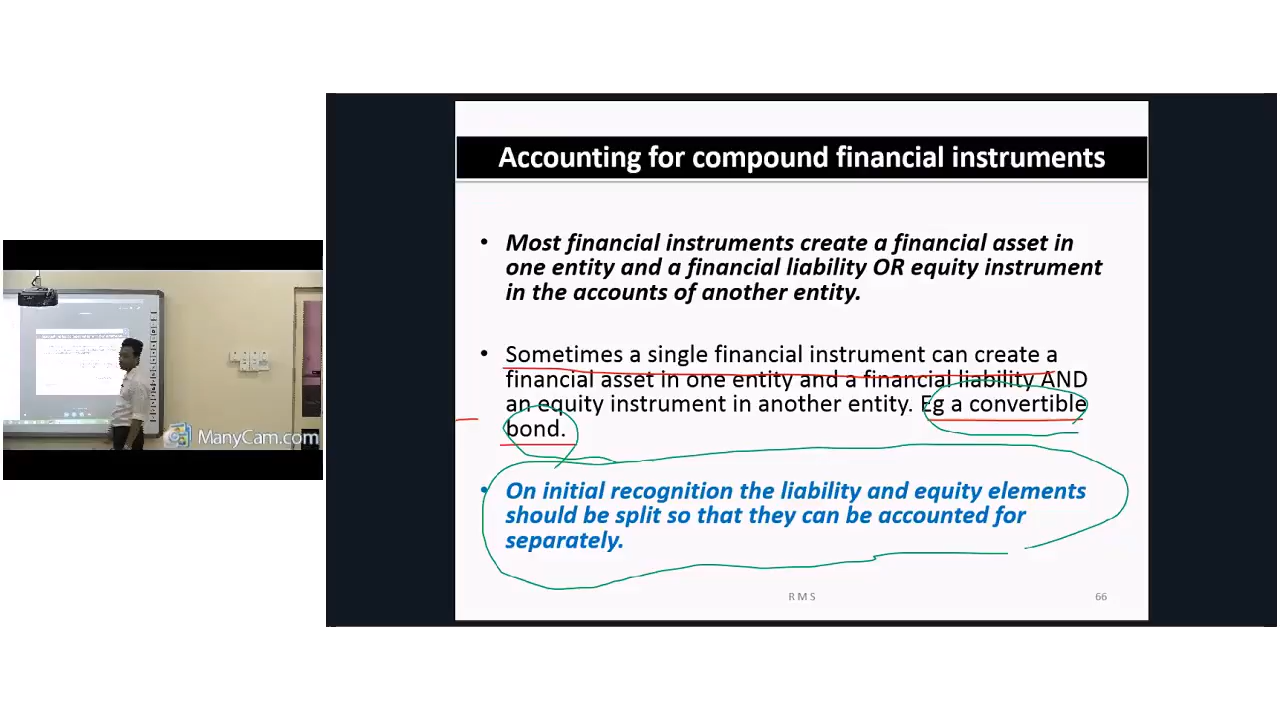 Accounting for compound financial instruments
• Most financial instruments create a financial asset in
one entity and a financial liability OR equity instrument
in the accounts of another entity.
• Sometimes a single financial instrument can create a
financial asset in one entity and a financial liability AND
an equity instrument in another entity. Eg a convertible
bond.
• On initial recognition the liability and equity elements
should be split so that they can be accounted for
separately.
R M S
66
ManyCam.com